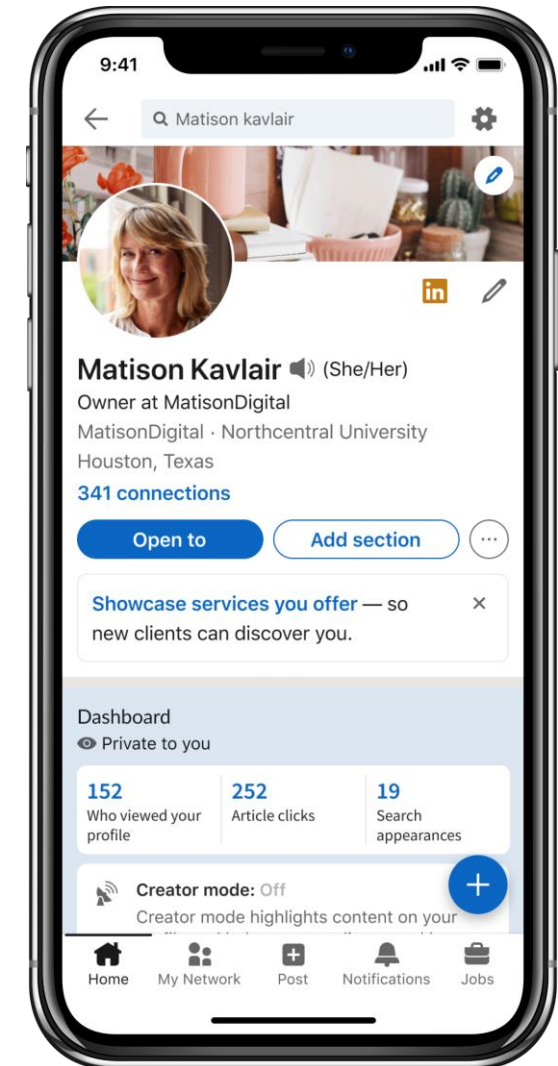 9:41
Matison kavlair
in
Matison Kavlair (She/Her)
Owner at MatisonDigital
MatisonDigital · Northcentral University
Houston, Texas
341 connections
Open to
Add section
Showcase services you offer — so
new clients can discover you.
Dashboard
Private to you
152
Who viewed your
profile
252
Article clicks
19
Search
appearances
Creator mode: Off
Creator mode highlights content on your
Home
My Network
Post
Notifications
Jobs